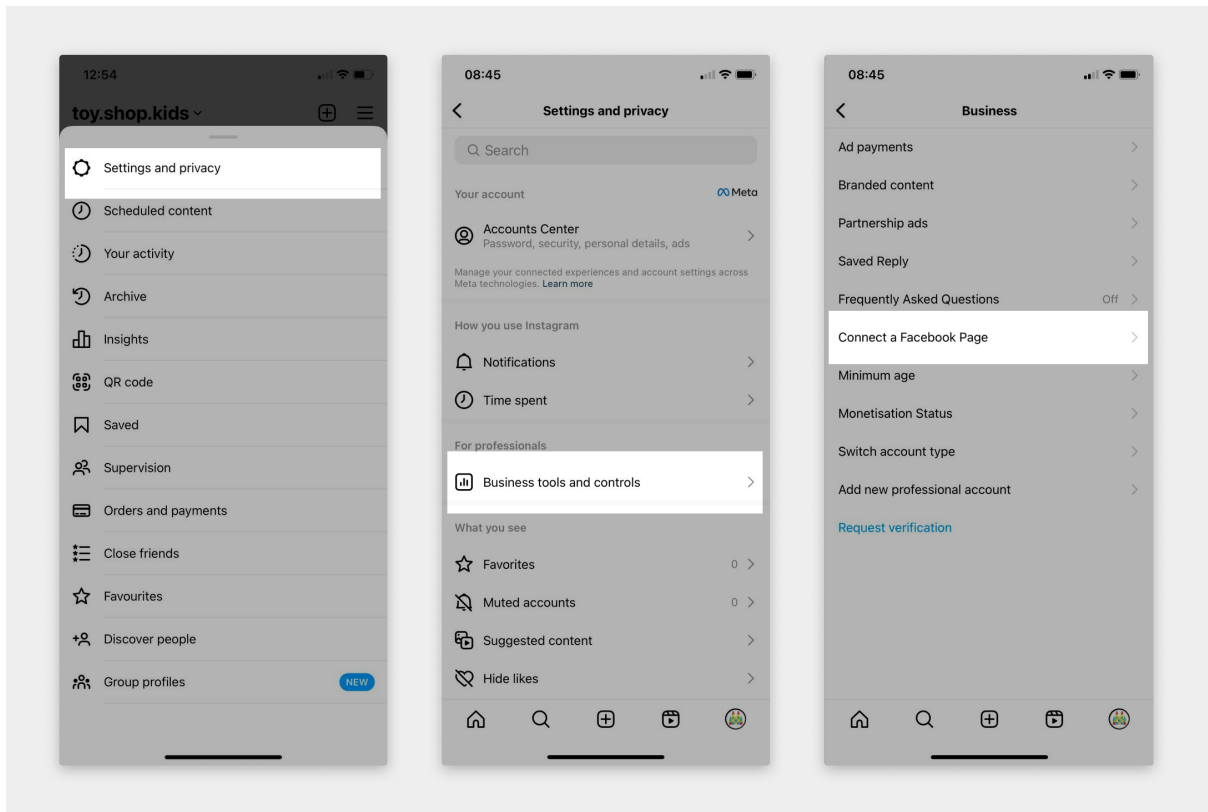 12:54
toy.shop.kids
Settings and privacy
Scheduled content
Your activity
Archive
Insights
QR code
Saved
Supervision
Orders and payments
Close friends
Favourites
Discover people
Group profiles NEW
08:45
Settings and privacy
Search
Your account Meta
Accounts Center
Password, security, personal details, ads
Manage your connected experiences and account settings across
Meta technologies. Learn more
How you use Instagram
Notifications
Time spent
For professionals
Business tools and controls
What you see
Favorites 0
Muted accounts 0
Suggested content
Hide likes
08:45
Business
Ad payments
Branded content
Partnership ads
Saved Reply
Frequently Asked Questions Off
Connect a Facebook Page
Minimum age
Monetisation Status
Switch account type
Add new professional account
Request verification